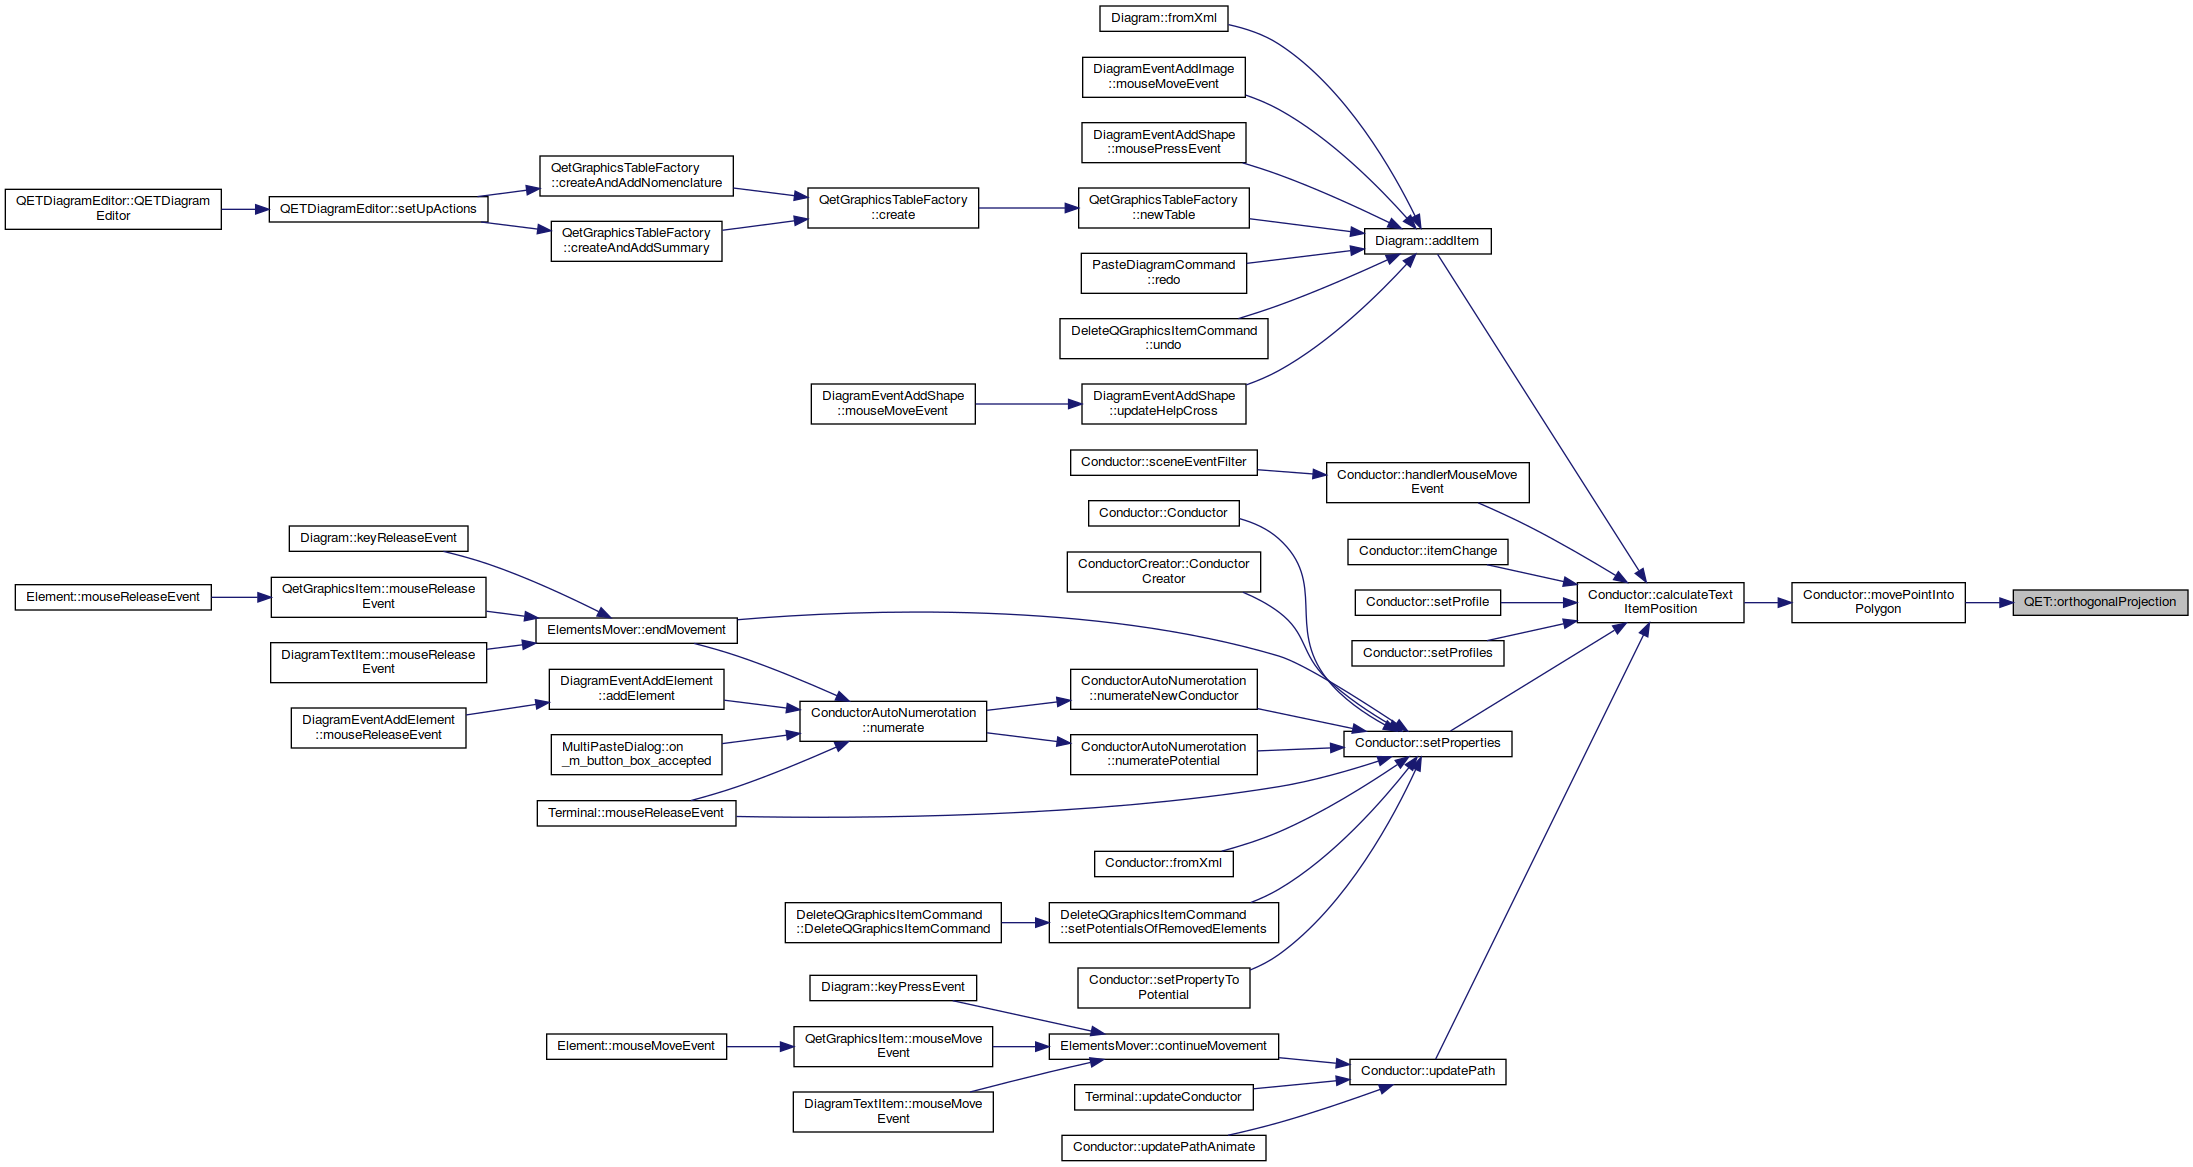 Diagram::fromXml
DiagramEventAddImage
::mouseMoveEvent
DiagramEventAddShape
::mousePressEvent
QetGraphicsTableFactory
::createAndAddNomenclature
QETDiagramEditor::QETDiagram
Editor
QETDiagramEditor::setUpActions
QetGraphicsTableFactory
::create
QetGraphicsTableFactory
::newTable
QetGraphicsTableFactory
::createAndAddSummary
Diagram::addItem
PasteDiagramCommand
::redo
DeleteQGraphicsItemCommand
::undo
DiagramEventAddShape
::mouseMoveEvent
DiagramEventAddShape
::updateHelpCross
Conductor::sceneEventFilter
Conductor::handlerMouseMove
Event
Conductor::Conductor
Diagram::keyReleaseEvent
Conductor::itemChange
ConductorCreator::Conductor
Creator
Element::mouseReleaseEvent
QetGraphicsItem::mouseRelease
Event
Conductor::setProfile
Conductor::calculateText
ItemPosition
Conductor::movePointInto
Polygon
QET::orthogonalProjection
ElementsMover::endMovement
DiagramTextItem::mouseRelease
Event
Conductor::setProfiles
DiagramEventAddElement
::addElement
ConductorAutoNumerotation
::numerateNewConductor
DiagramEventAddElement
::mouseReleaseEvent
ConductorAutoNumerotation
::numerate
MultiPasteDialog::on
_m_button_box_accepted
ConductorAutoNumerotation
::numeratePotential
Conductor::setProperties
Terminal::mouseReleaseEvent
Conductor::fromXml
DeleteQGraphicsItemCommand
::DeleteQGraphicsItemCommand
DeleteQGraphicsItemCommand
::setPotentialsOfRemovedElements
Diagram::keyPressEvent
Conductor::setPropertyTo
Potential
Element::mouseMoveEvent
QetGraphicsItem::mouseMove
Event
ElementsMover::continueMovement
Conductor::updatePath
DiagramTextItem::mouseMove
Event
Terminal::updateConductor
Conductor::updatePathAnimate